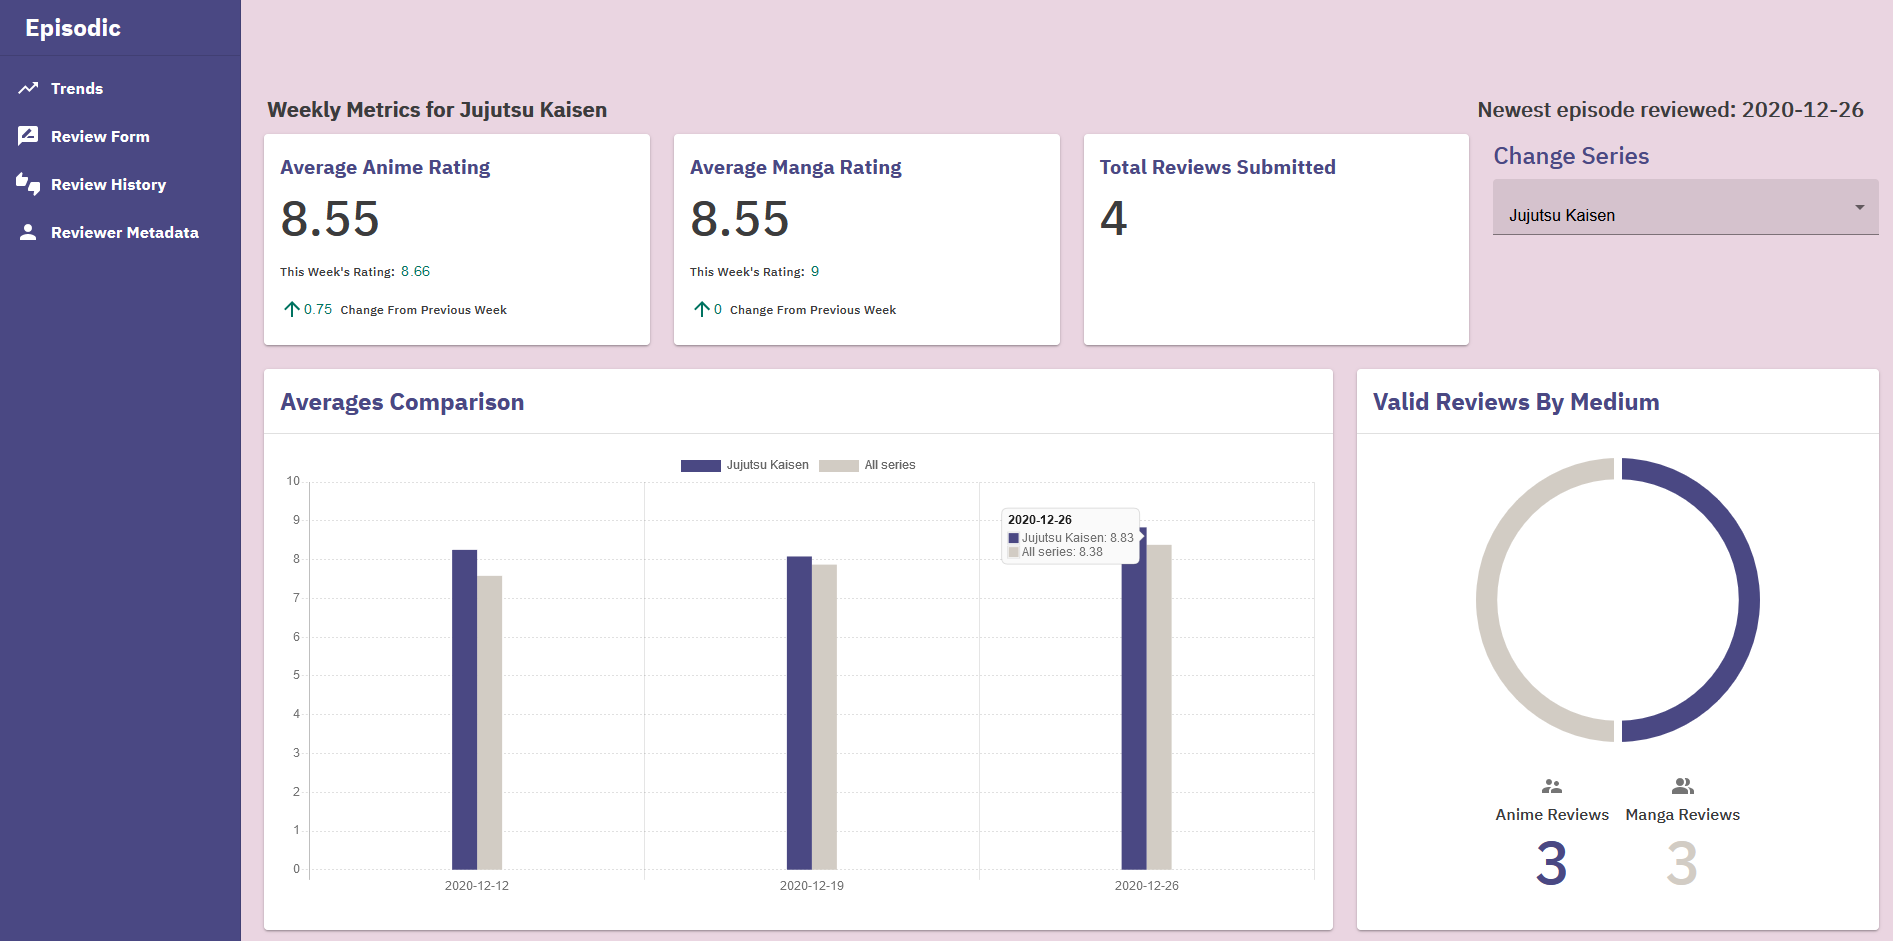 Episodic
Trends
Review Form
Review History
Reviewer Metadata
Weekly Metrics for Jujutsu Kaisen
Newest episode reviewed: 2020-12-26
Average Anime Rating
8.55
This Week's Rating: 8.66
0.75 Change From Previous Week
Average Manga Rating
8.55
This Week's Rating: 9
0 Change From Previous Week
Total Reviews Submitted
4
Change Series
Jujutsu Kaisen
Averages Comparison
Jujutsu Kaisen
All series
10
9
8
7
6
5
4
3
2
1
0
2020-12-26
Jujutsu Kaisen: 8.83
All series: 8.38
2020-12-12
2020-12-19
2020-12-26
Valid Reviews By Medium
Anime Reviews
3
Manga Reviews
3